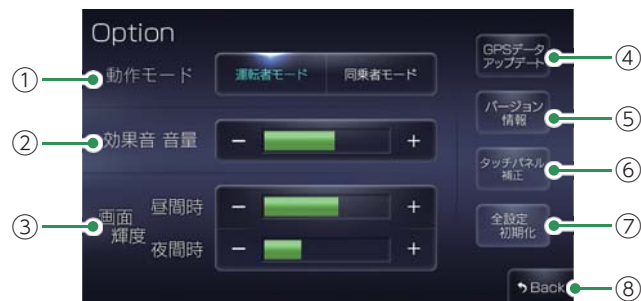 Option
① 動作モード 運転者モード 同乗者モード
② 効果音 音量 − +
③ 画面輝度
昼間時 − +
夜間時 − +
GPSデータ
アップデート ④
バージョン
情報 ⑤
タッチパネル
補正 ⑥
全設定
初期化 ⑦
Back ⑧